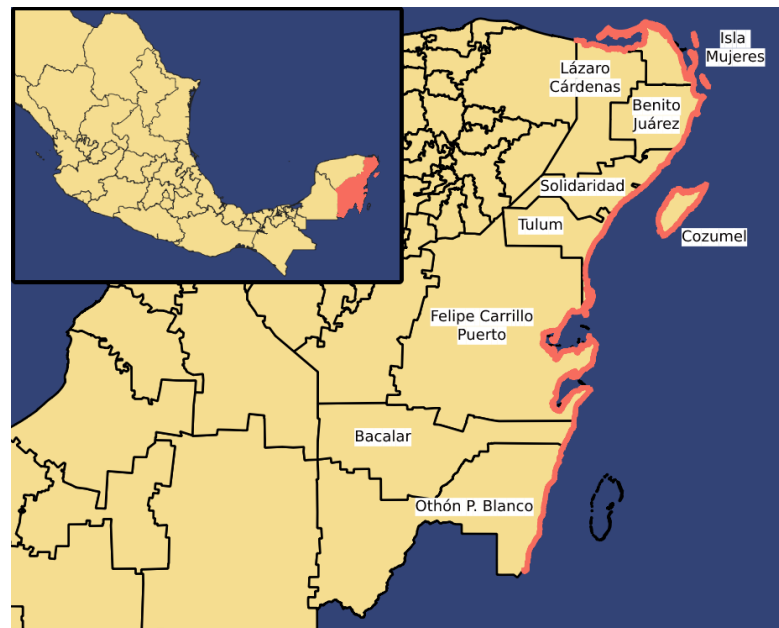 Isla
Mujeres
Lázaro
Cárdenas
Benito
Juárez
Solidaridad
Tulum
Cozumel
Felipe Carrillo
Puerto
Bacalar
Othón P. Blanco